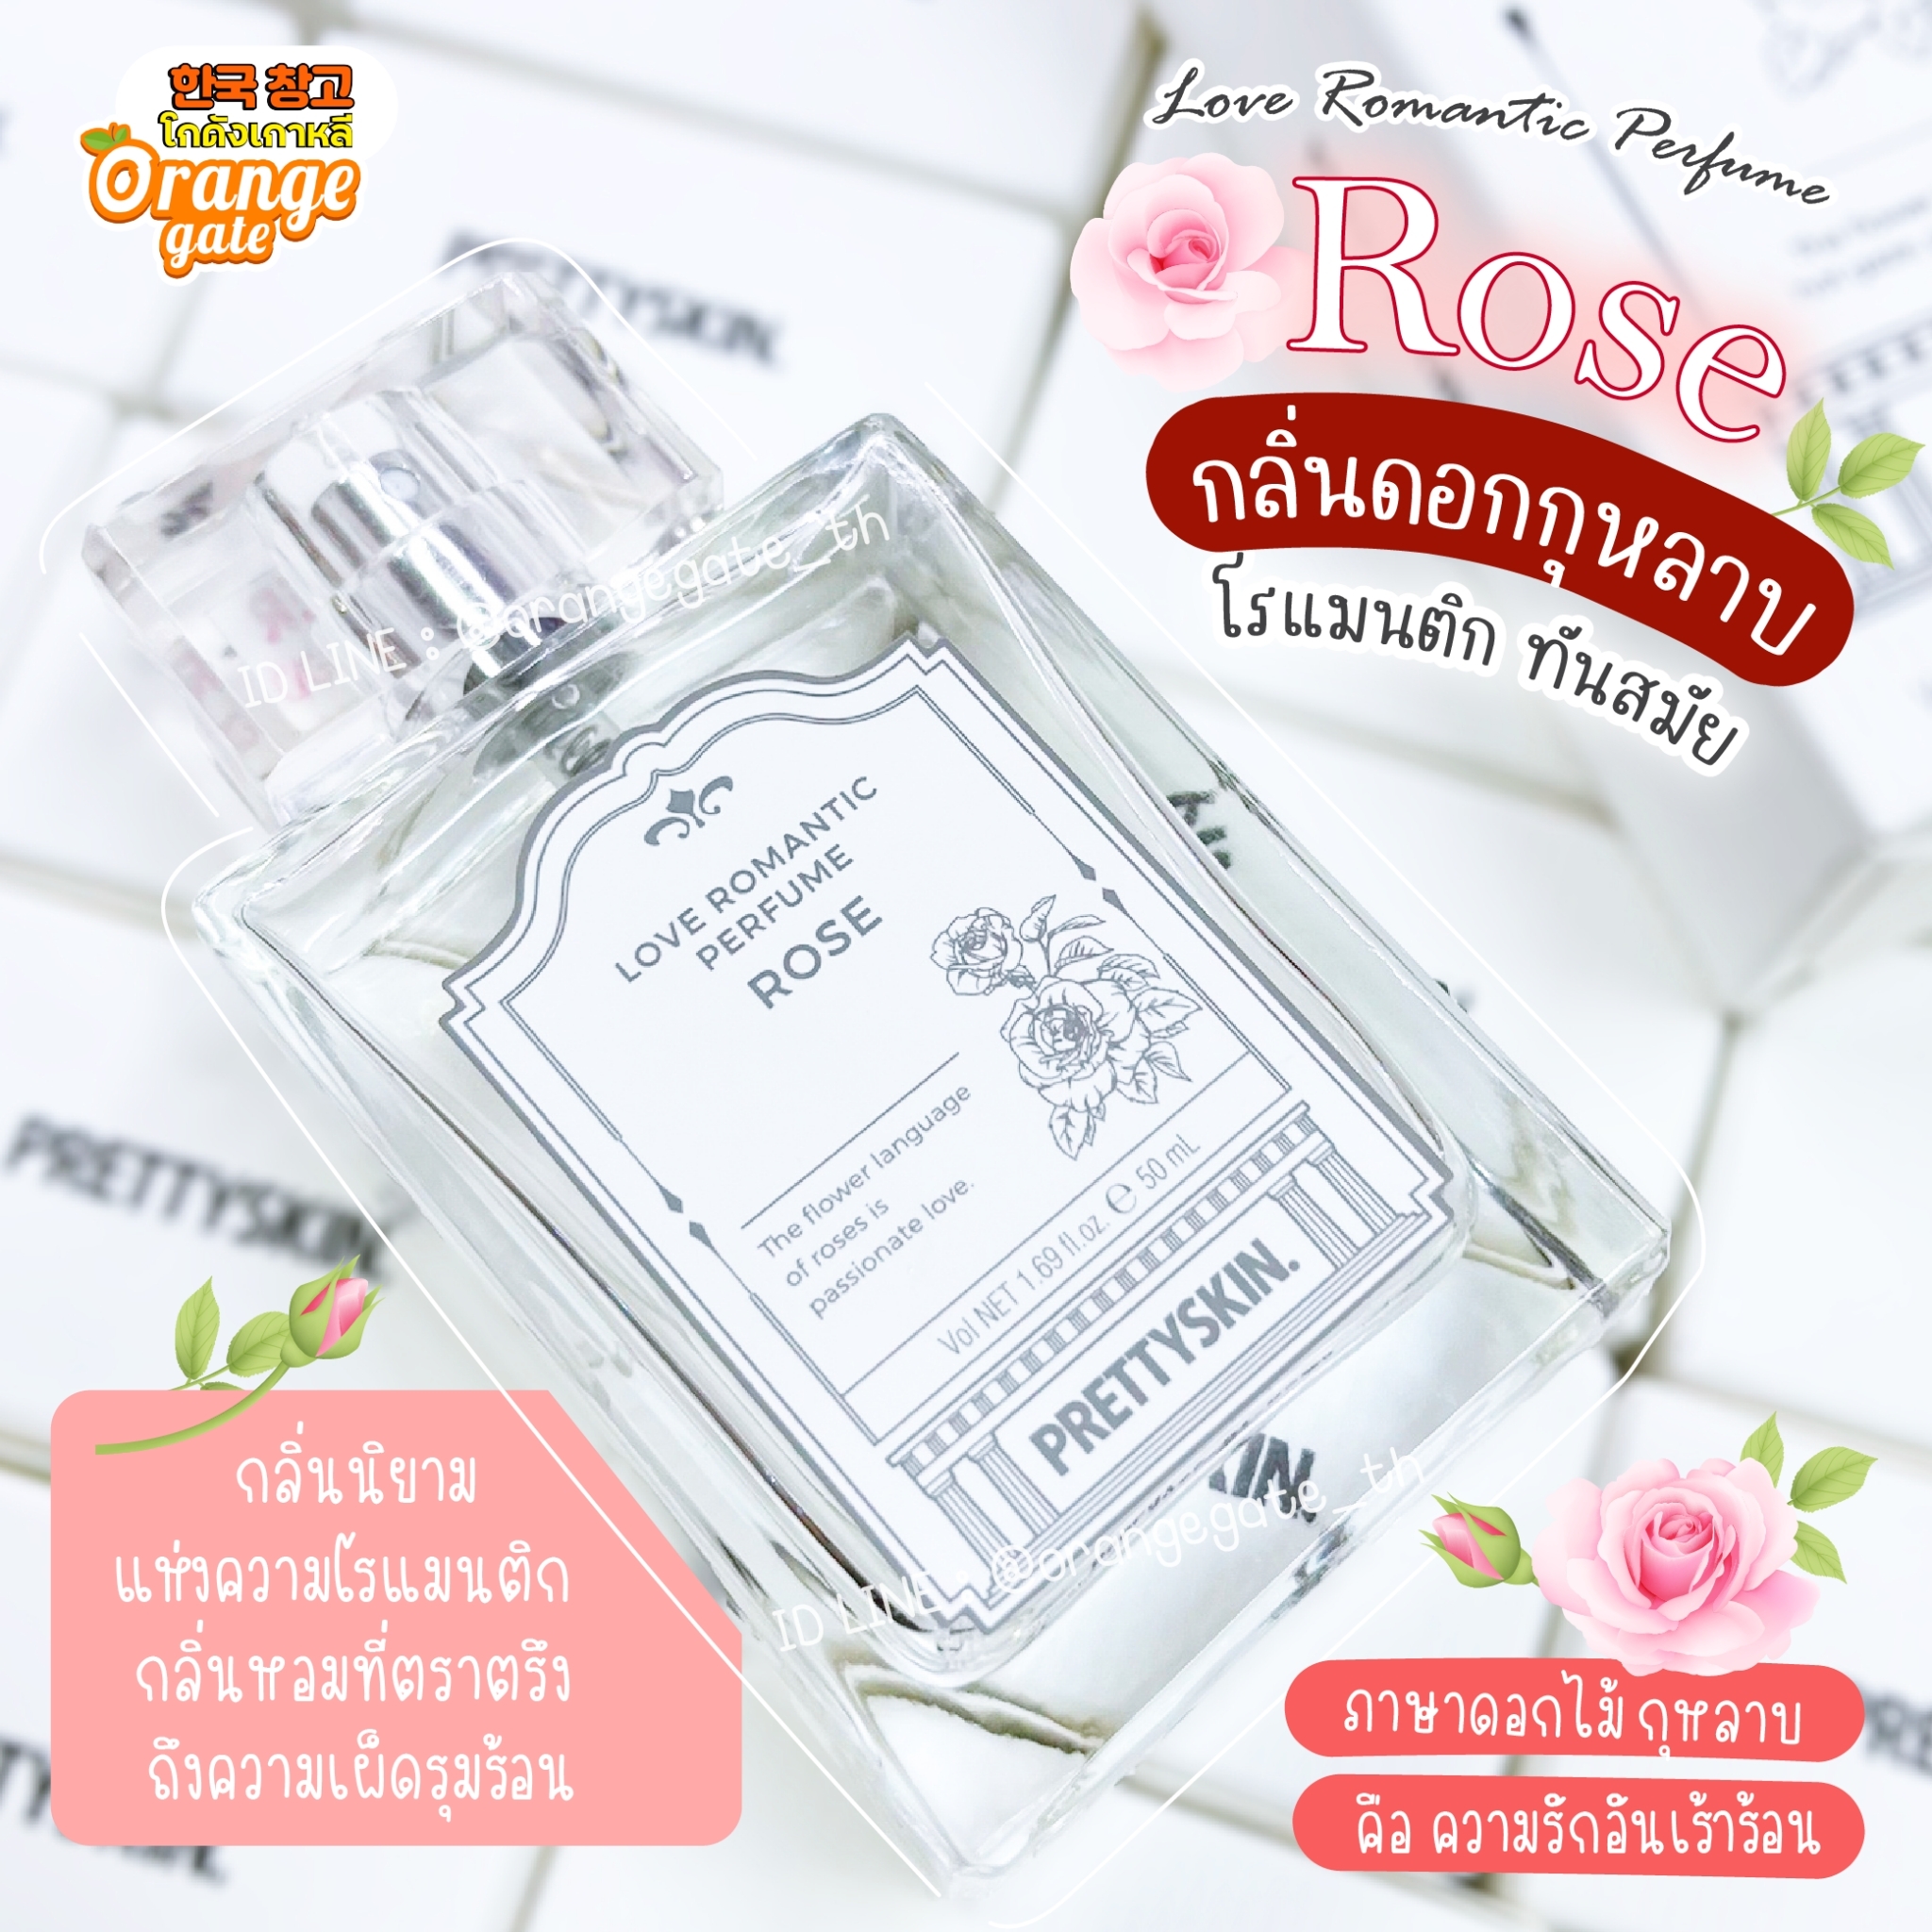 한국 창고
โกดังเกาหลี
Orange
gate
Love Romantic Perfume
Rose
กลิ่นดอกกุหลาบ
โรแมนติก ทันสมัย
PRETTYSKIN.
ID LINE : @orangegate_th
LOVE ROMANTIC
PERFUME
ROSE
The flower language
of roses is
passionate love.
Vol NET 1.69 fl.oz. ℮ 50 mL
PRETTYSKIN.
PRETTYSKIN
ID LINE : @orangegate_th
กลิ่นนิยาม
แห่งความโรแมนติก
กลิ่นหอมที่ตราตรึง
ถึงความเผ็ดรุมร้อน
ภาษาดอกไม้ กุหลาบ
คือ ความรักอันเร่าร้อน